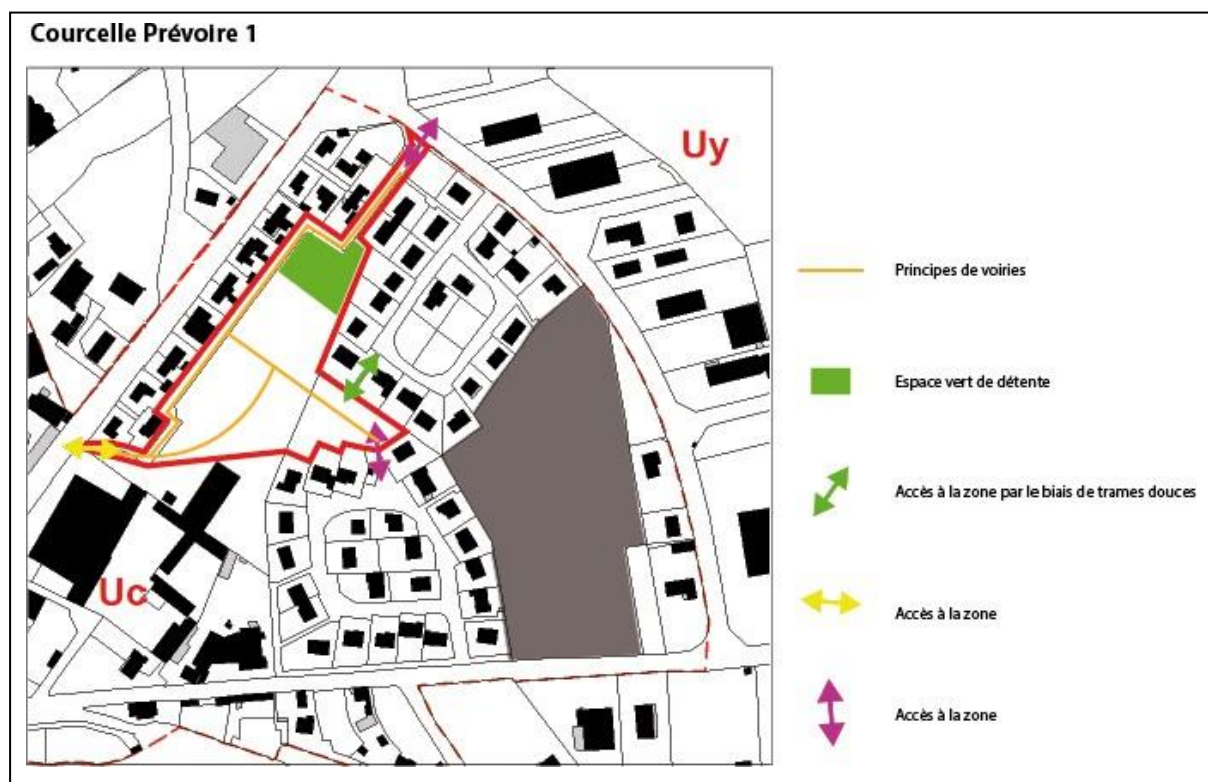 Courcelle Prévoire 1
Uy
Uc
Principes de voiries
Espace vert de détente
Accès à la zone par le biais de trames douces
Accès à la zone
Accès à la zone